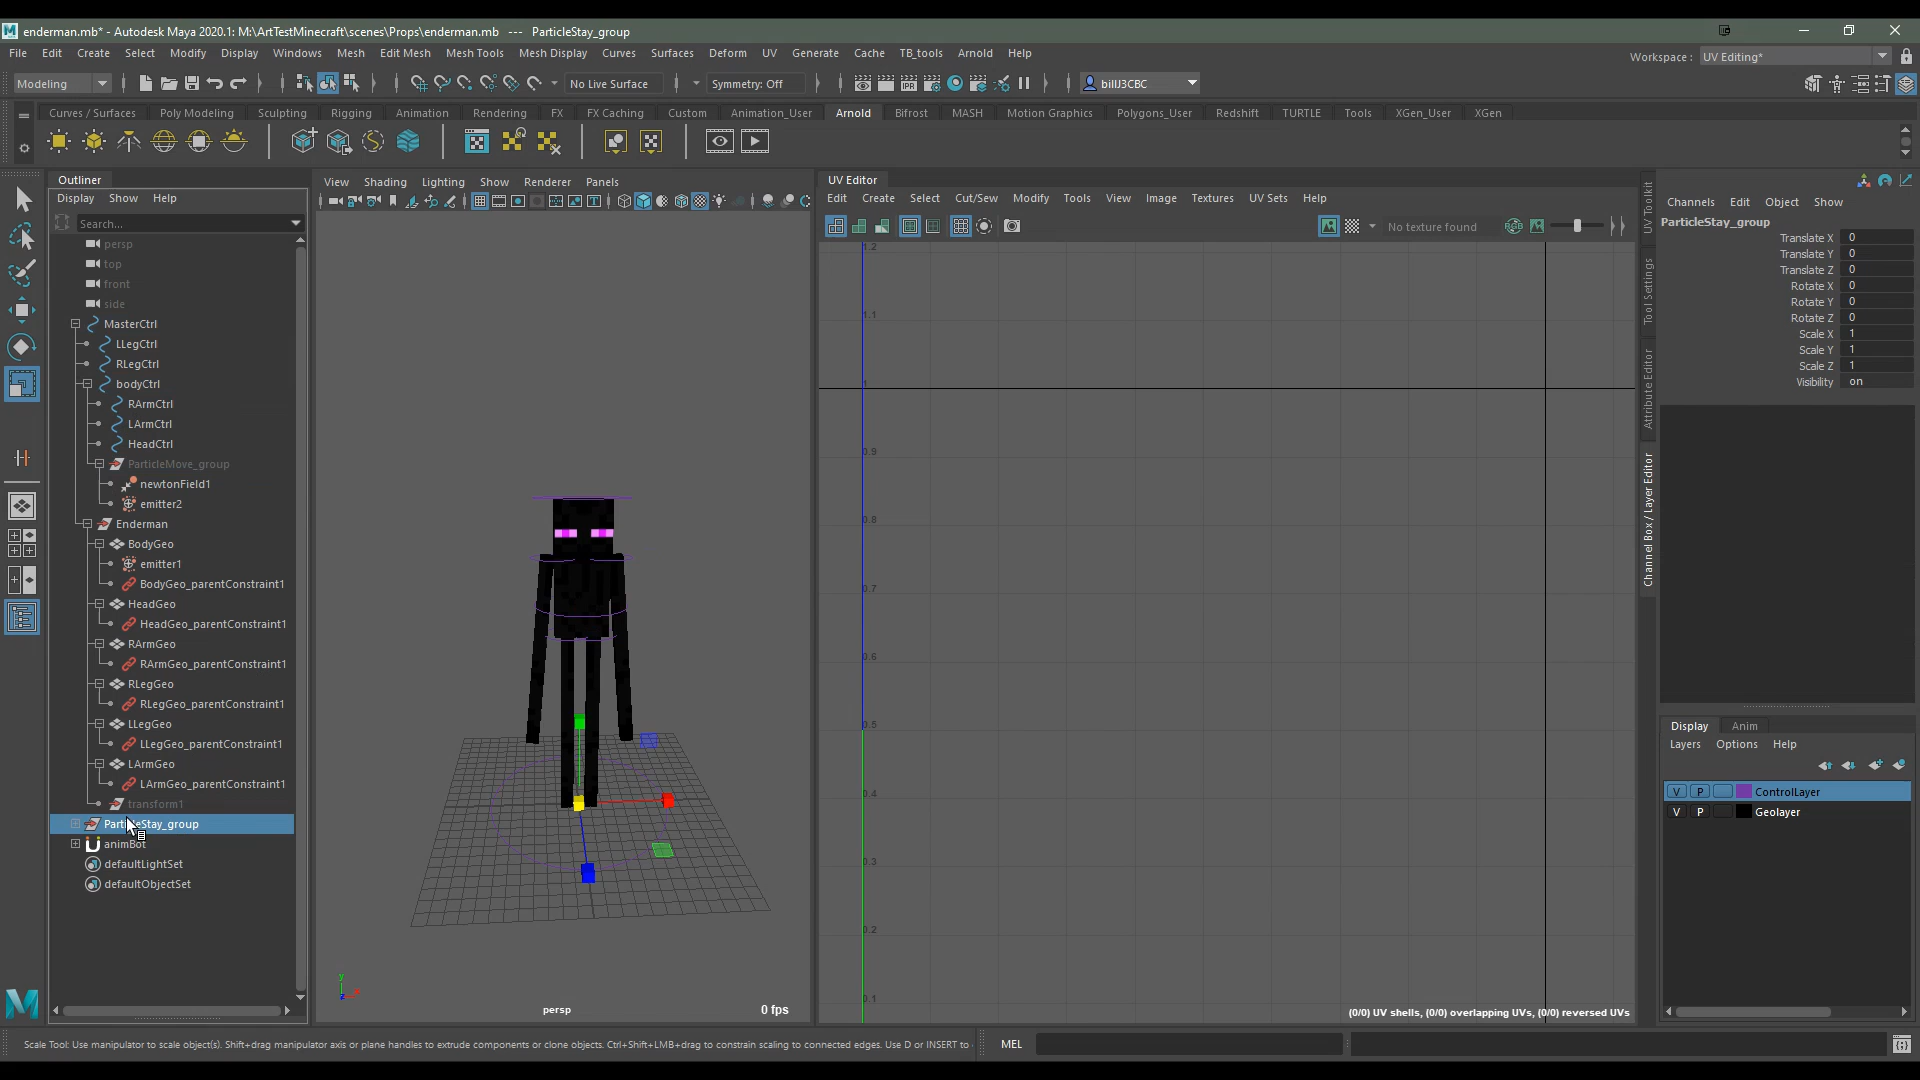 enderman.mb* - Autodesk Maya 2020.1: M:\ArtTestMinecraft\scenes\Props\enderman.mb --- ParticleStay_group
File Edit Create Select Modify Display Windows Mesh Edit Mesh Mesh Tools Mesh Display Curves Surfaces Deform UV Generate Cache TB_tools Arnold Help
Workspace : UV Editing*
Modeling No Live Surface Symmetry: Off billJ3CBC
Curves / Surfaces Poly Modeling Sculpting Rigging Animation Rendering FX FX Caching Custom Animation_User Arnold Bifrost MASH Motion Graphics Polygons_User Redshift TURTLE Tools XGen_User XGen
Outliner
Display Show Help
Search...
persp
top
front
side
MasterCtrl
LLegCtrl
RLegCtrl
bodyCtrl
RArmCtrl
LArmCtrl
HeadCtrl
ParticleMove_group
newtonField1
emitter2
Enderman
BodyGeo
emitter1
BodyGeo_parentConstraint1
HeadGeo
HeadGeo_parentConstraint1
RArmGeo
RArmGeo_parentConstraint1
RLegGeo
RLegGeo_parentConstraint1
LLegGeo
LLegGeo_parentConstraint1
LArmGeo
LArmGeo_parentConstraint1
transform1
ParticleStay_group
animBot
defaultLightSet
defaultObjectSet
View Shading Lighting Show Renderer Panels
persp
0 fps
UV Editor
Edit Create Select Cut/Sew Modify Tools View Image Textures UV Sets Help
IPR
No texture found
RGB
1.2
1.1
1
0.9
0.8
0.7
0.6
0.5
0.4
0.3
0.2
0.1
(0/0) UV shells, (0/0) overlapping UVs, (0/0) reversed UVs
UV Toolkit
Tool Settings
Attribute Editor
Channel Box / Layer Editor
Channels Edit Object Show
ParticleStay_group
Translate X 0
Translate Y 0
Translate Z 0
Rotate X 0
Rotate Y 0
Rotate Z 0
Scale X 1
Scale Y 1
Scale Z 1
Visibility on
Display Anim
Layers Options Help
V P ControlLayer
V P Geolayer
Scale Tool: Use manipulator to scale object(s). Shift+drag manipulator axis or plane handles to extrude components or clone objects. Ctrl+Shift+LMB+drag to constrain scaling to connected edges. Use D or INSERT to
MEL